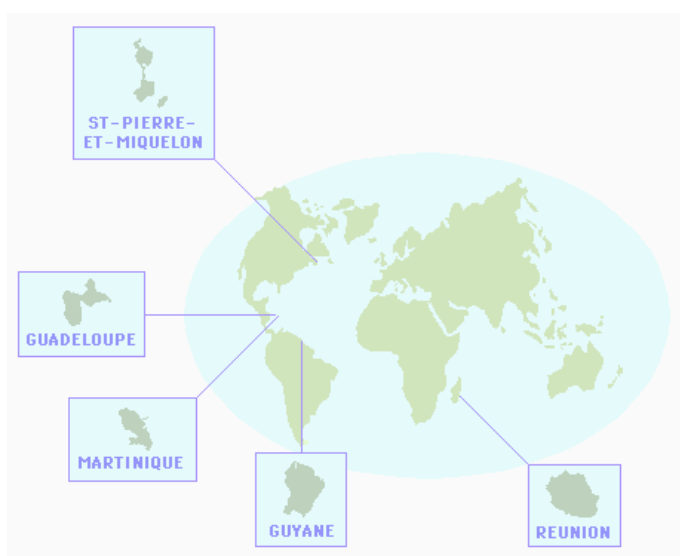 ST-PIERRE-
ET-MIQUELON
GUADELOUPE
MARTINIQUE
GUYANE
REUNION